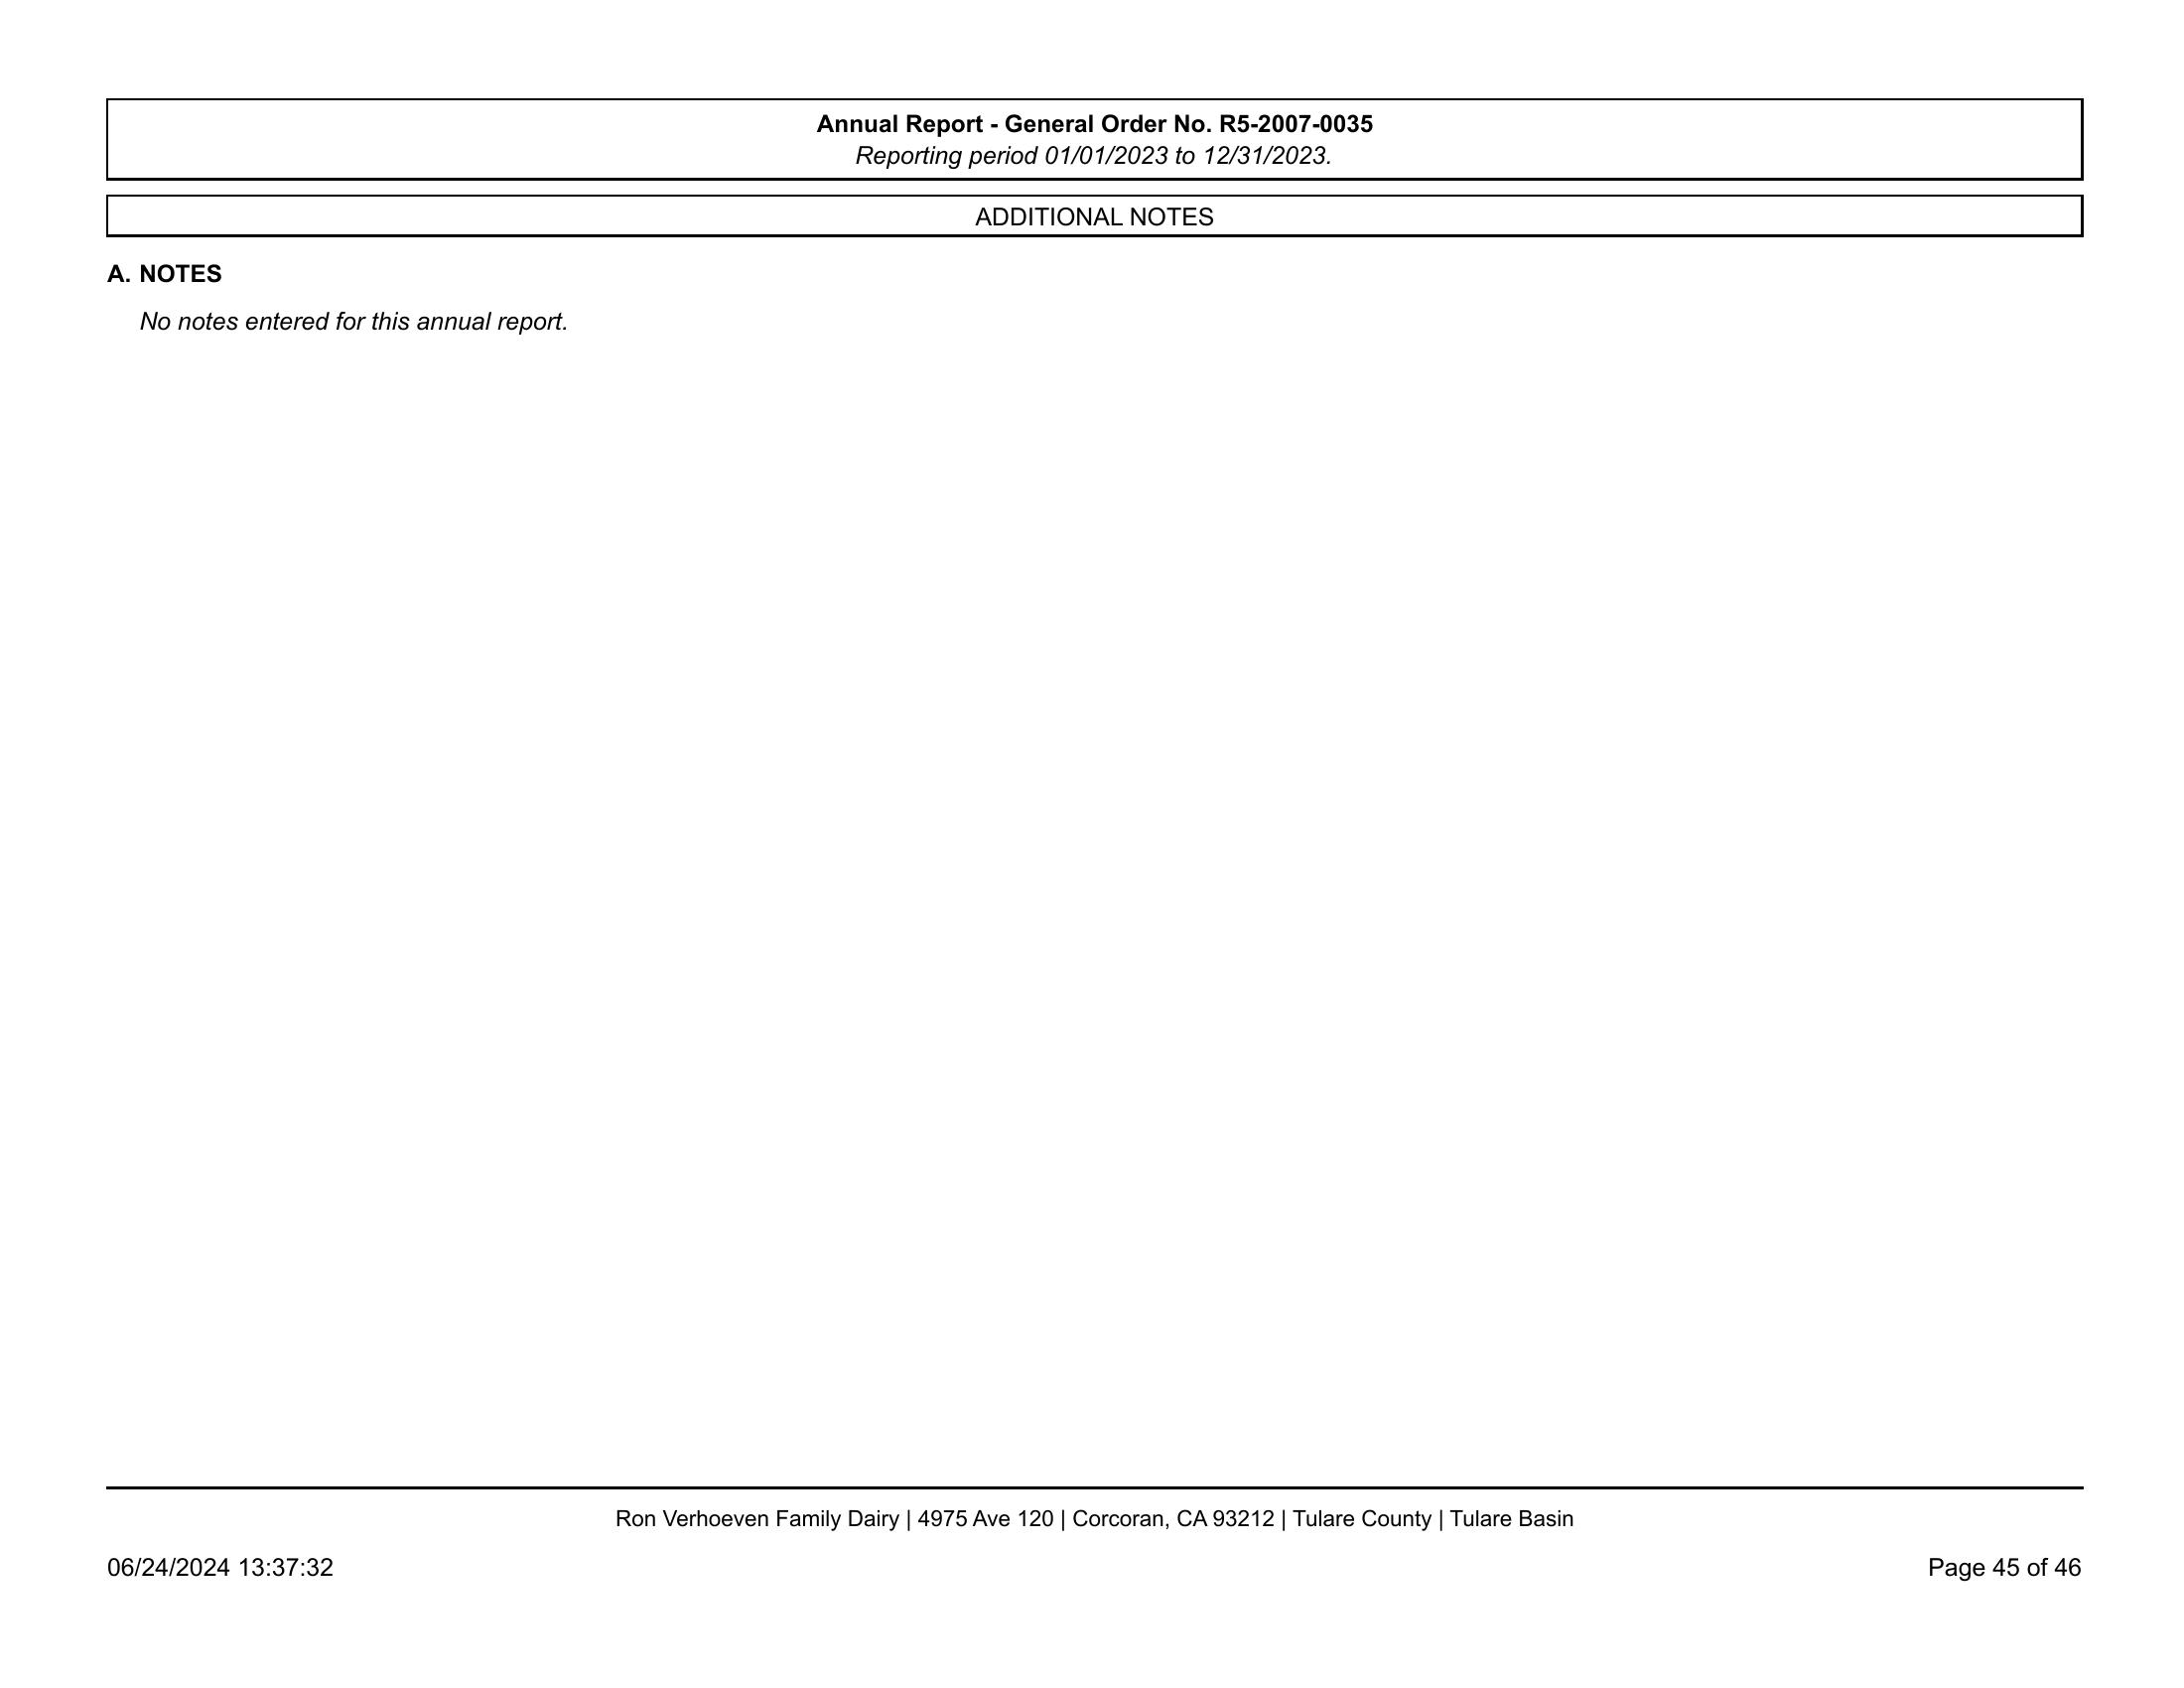 Annual Report - General Order No. R5-2007-0035
Reporting period 01/01/2023 to 12/31/2023.
ADDITIONAL NOTES
A. NOTES
No notes entered for this annual report.
Ron Verhoeven Family Dairy | 4975 Ave 120 | Corcoran, CA 93212 | Tulare County | Tulare Basin
06/24/2024 13:37:32
Page 45 of 46